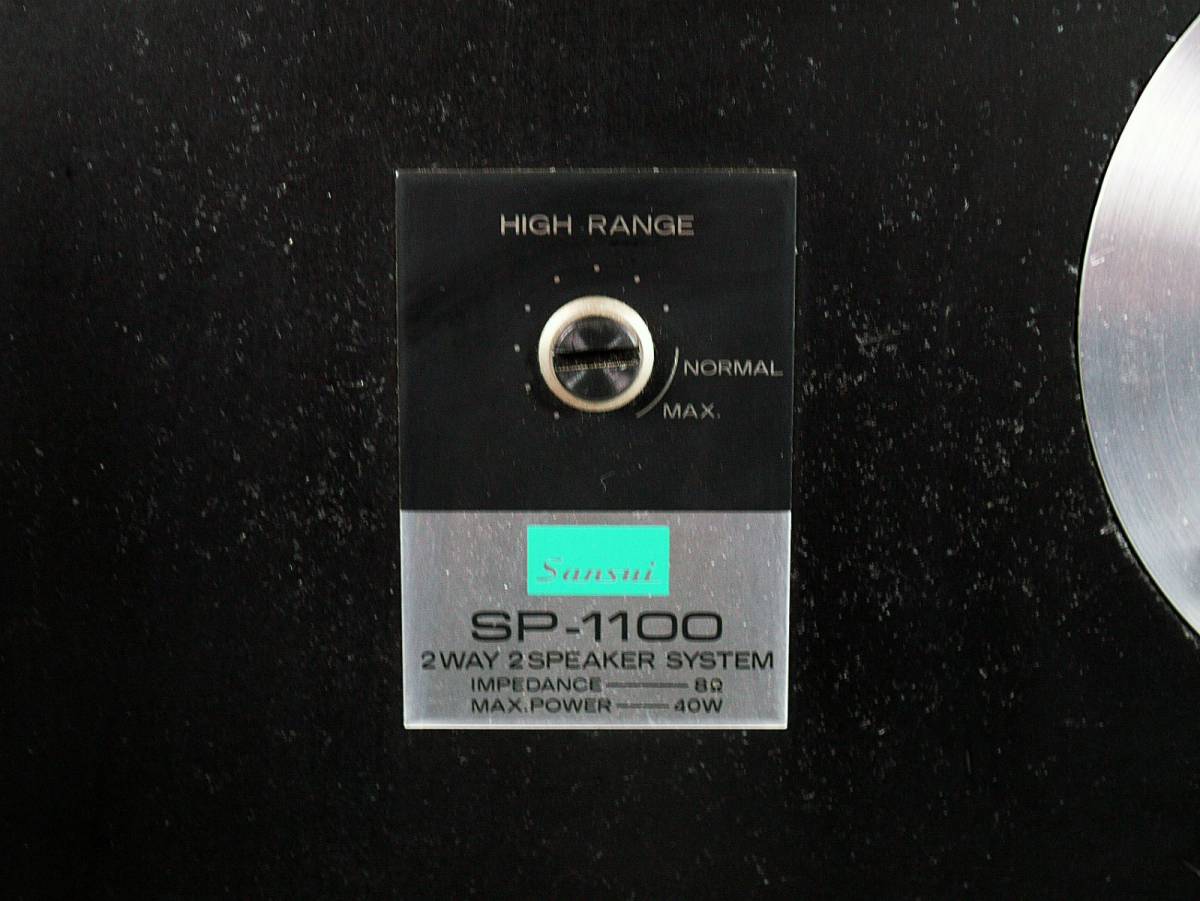 HIGH RANGE
NORMAL
MAX.
Sansui
SP-1100
2WAY 2SPEAKER SYSTEM
IMPEDANCE 8Ω
MAX.POWER 40W